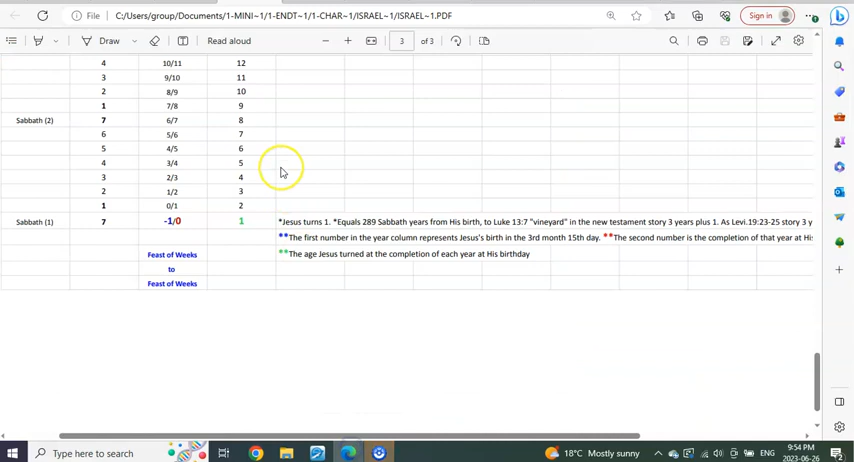 File C:/Users/group/Documents/1-MINI~1/1-ENDT~1/1-CHAR~1/ISRAEL~1/ISRAEL~1.PDF Sign in
Draw Read aloud 3 of 3
4 10/11 12
3 9/10 11
2 8/9 10
1 7/8 9
Sabbath (2) 7 6/7 8
6 5/6 7
5 4/5 6
4 3/4 5
3 2/3 4
2 1/2 3
1 0/1 2
Sabbath (1) 7 -1/0 1 *Jesus turns 1. *Equals 289 Sabbath years from His birth, to Luke 13:7 "vineyard" in the new testament story 3 years plus 1. As Levi.19:23-25 story 3 y
**The first number in the year column represents Jesus's birth in the 3rd month 15th day. **The second number is the completion of that year at His
Feast of Weeks **The age Jesus turned at the completion of each year at His birthday
to
Feast of Weeks
Type here to search 18°C Mostly sunny ENG 9:54 PM
2023-06-26 2